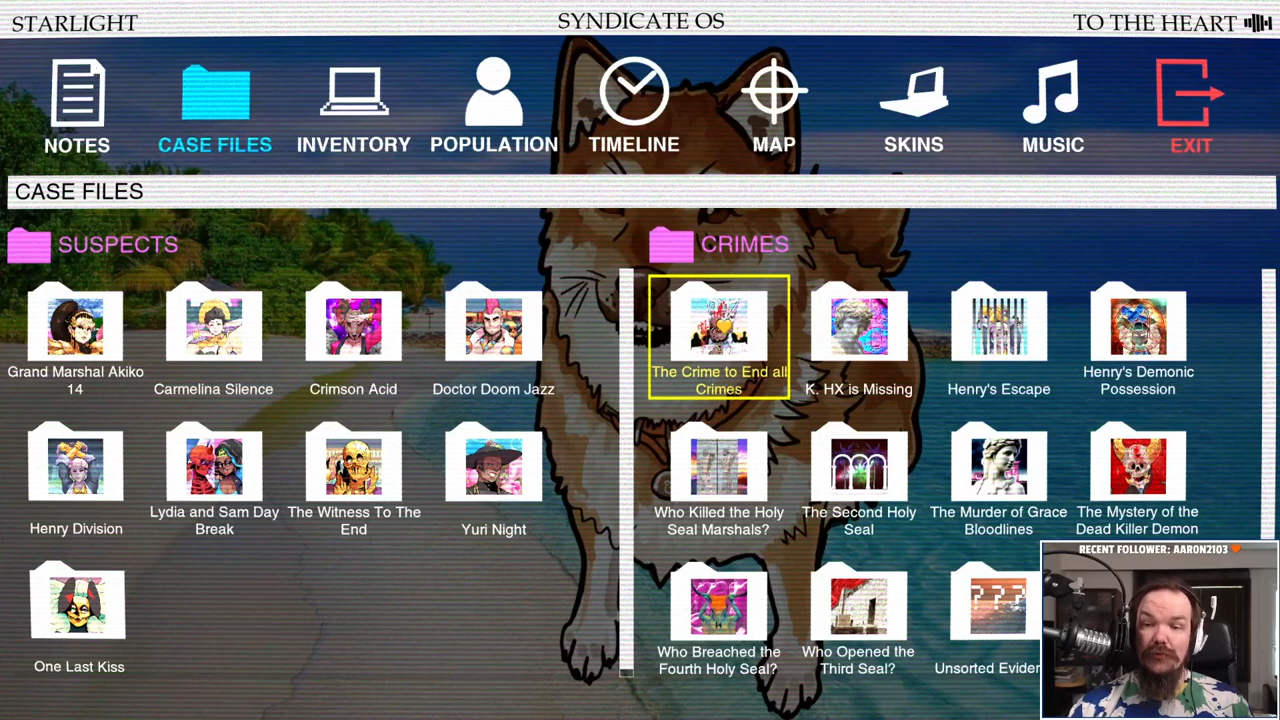 STARLIGHT
SYNDICATE OS
TO THE HEART
NOTES
CASE FILES
INVENTORY
POPULATION
TIMELINE
MAP
SKINS
MUSIC
EXIT
CASE FILES
SUSPECTS
Grand Marshal Akiko
14
Carmelina Silence
Crimson Acid
Doctor Doom Jazz
Henry Division
Lydia and Sam Day
Break
The Witness To The
End
Yuri Night
One Last Kiss
CRIMES
The Crime to End all
Crimes
K. HX is Missing
Henry's Escape
Henry's Demonic
Possession
Who Killed the Holy
Seal Marshals?
The Second Holy
Seal
The Murder of Grace
Bloodlines
The Mystery of the
Dead Killer Demon
Who Breached the
Fourth Holy Seal?
Who Opened the
Third Seal?
???
Unsorted Eviden
RECENT FOLLOWER: AARON2103